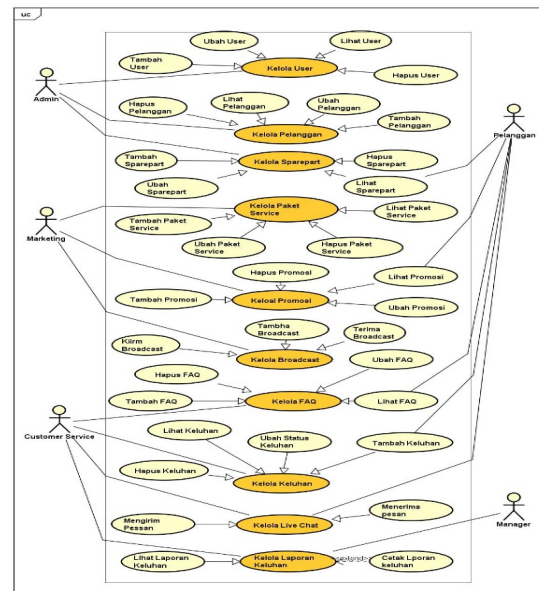 uc
Ubah User
Lihat User
Tambah
User
Kelola User
Hapus User
Admin
Hapus
Pelanggan
Lihat
Pelanggan
Ubah
Pelanggan
Tambah
Pelanggan
Kelola Pelanggan
Pelanggan
Tambah
Sparepart
Kelola Sparepart
Hapus
Sparepart
Ubah
Sparepart
Lihat
Sparepart
Kelola Paket
Service
Lihat Paket
Service
Tambah Paket
Service
Marketing
Ubah Paket
Service
Hapus Paket
Service
Hapus Promosi
Lihat Promosi
Tambah Promosi
Keloal Promosi
Ubah Promosi
Tambha
Broadcast
Terima
Broadcast
Kiirm
Broadcast
Kelola Broadcast
Ubah FAQ
Hapus FAQ
Tambah FAQ
Kelola FAQ
Lihat FAQ
Customer Service
Lihat Keluhan
Ubah Status
Keluhan
Tambah Keluhan
Hapus Keluhan
Kelola Keluhan
Mengirim
Pessan
Kelola Live Chat
Menerima
pesan
Manager
Lihat Laporan
Keluhan
Kelola Laporan
Keluhan
<<extend>>
Cetak Lporan
keluhan